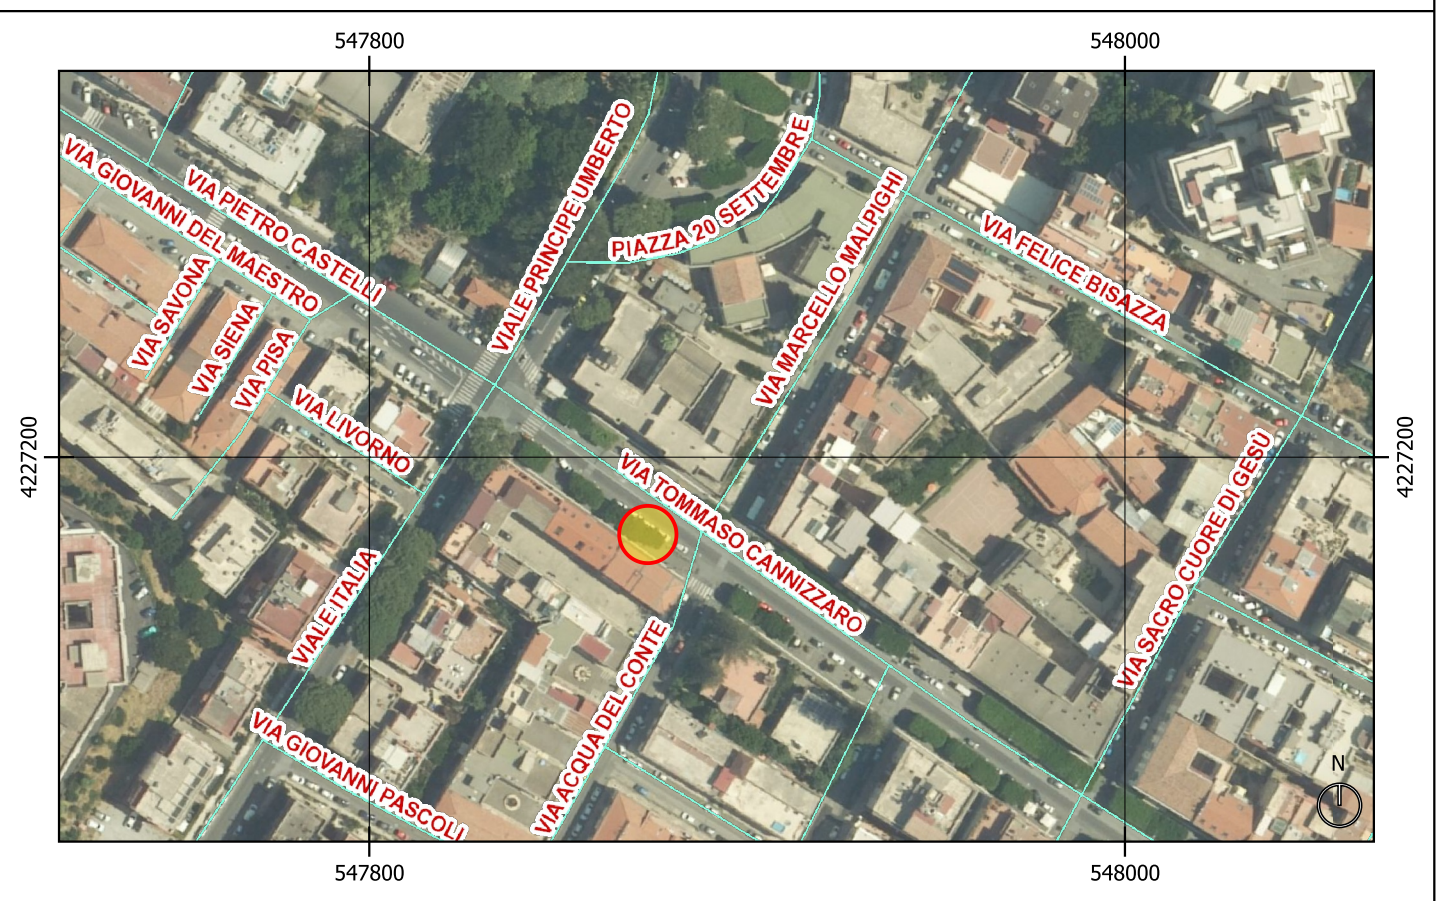 547800
548000
VIA GIOVANNI DEL MAESTRO
VIA PIETRO CASTELLI
VIALE PRINCIPE UMBERTO
PIAZZA 20 SETTEMBRE
VIA MARCELLO MALPIGHI
VIA FELICE BISAZZA
VIA SAVONA
VIA SIENA
VIA PISA
VIA LIVORNO
4227200
4227200
VIA TOMMASO CANNIZZARO
VIA SACRO CUORE DI GESÙ
VIALE ITALIA
VIA ACQUA DEL CONTE
VIA GIOVANNI PASCOLI
N
547800
548000